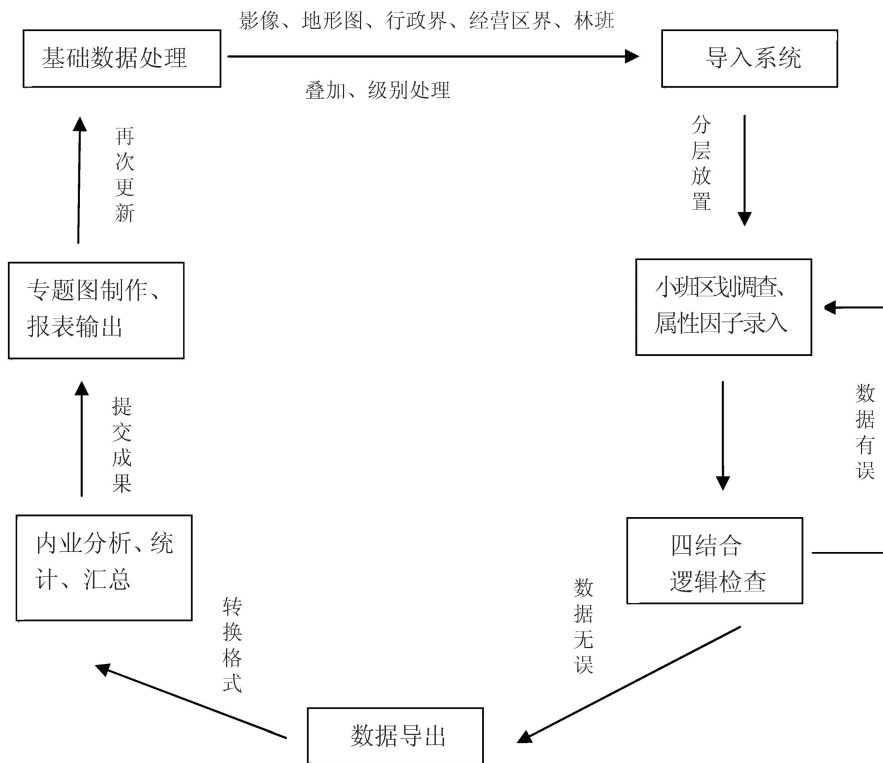 影像、地形图、行政界、经营区界、林班
基础数据处理
导入系统
叠加、级别处理
再次更新
分层放置
专题图制作、
报表输出
小班区划调查、
属性因子录入
提交成果
数据有误
内业分析、统
计、汇总
四结合
逻辑检查
转换格式
数据无误
数据导出